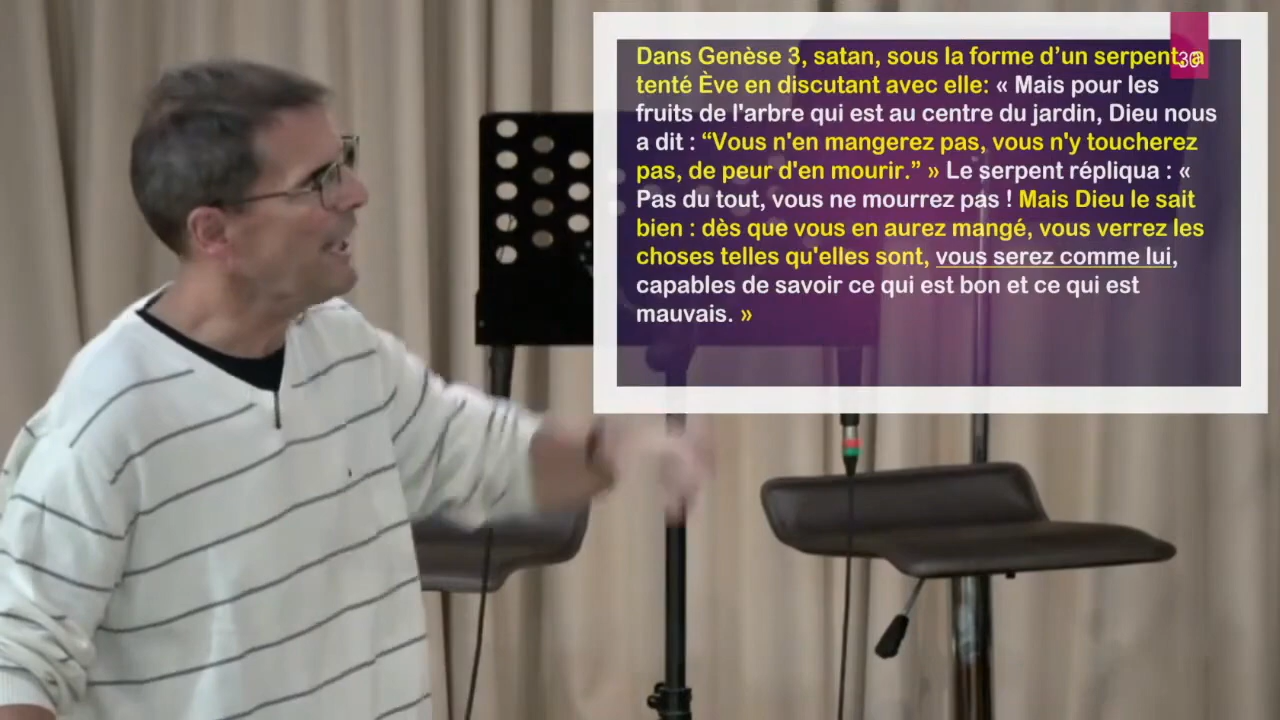 Dans Genèse 3, satan, sous la forme d’un serpent, a
tenté Ève en discutant avec elle: « Mais pour les
fruits de l'arbre qui est au centre du jardin, Dieu nous
a dit : “Vous n'en mangerez pas, vous n'y toucherez
pas, de peur d'en mourir.” » Le serpent répliqua : «
Pas du tout, vous ne mourrez pas ! Mais Dieu le sait
bien : dès que vous en aurez mangé, vous verrez les
choses telles qu'elles sont, vous serez comme lui,
capables de savoir ce qui est bon et ce qui est
mauvais. »